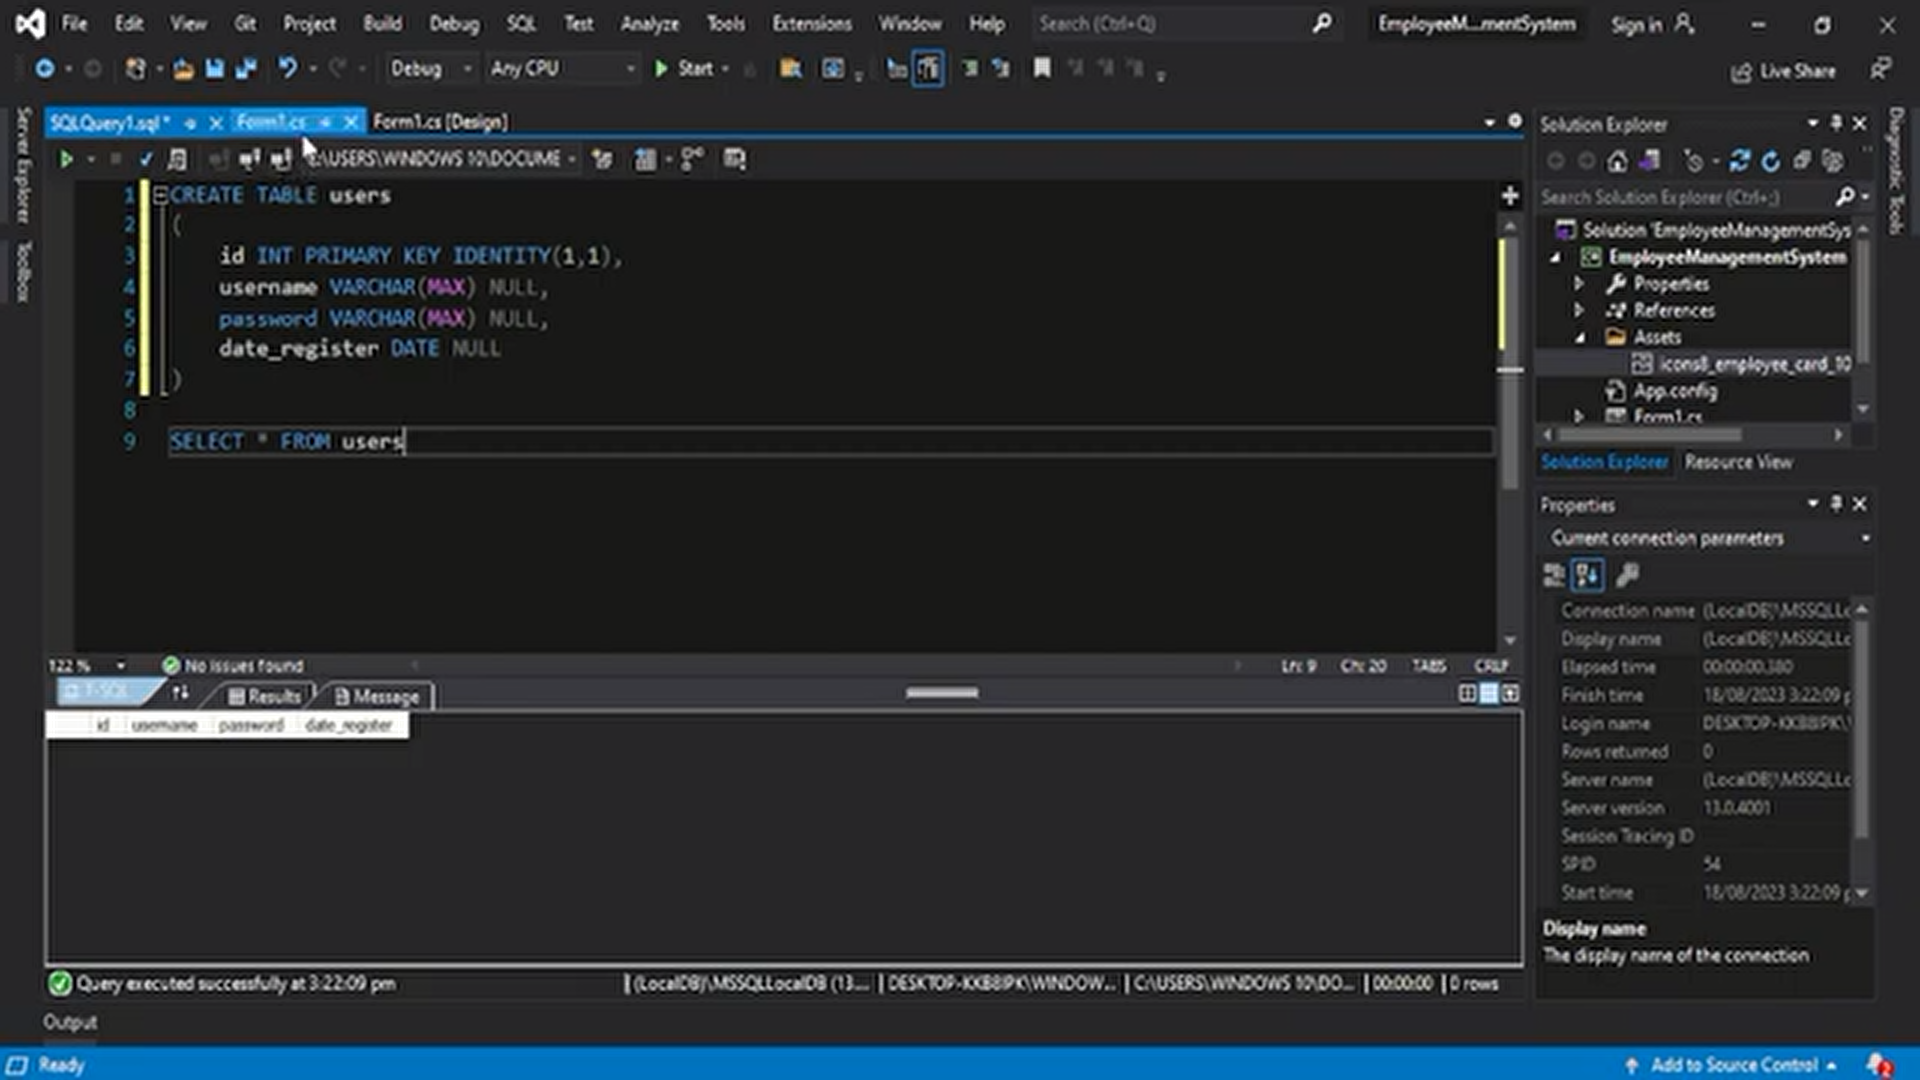 File Edit View Git Project Build Debug SQL Test Analyze Tools Extensions Window Help Search (Ctrl+Q) EmployeeM...mentSystem Sign in
Debug Any CPU Start Live Share
SQLQuery1.sql* Form1.cs Form1.cs [Design]
Server Explorer
Toolbox
:\USERS\WINDOWS 10\DOCUME
1 CREATE TABLE users
2 (
3 id INT PRIMARY KEY IDENTITY(1,1),
4 username VARCHAR(MAX) NULL,
5 password VARCHAR(MAX) NULL,
6 date_register DATE NULL
7 )
8
9 SELECT * FROM users
122 % No issues found Ln: 9 Ch: 20 TABS CRLF
T-SQL Results Message
id username password date_register
Query executed successfully at 3:22:09 pm (LocalDB)\MSSQLLocalDB (13.... DESKTOP-KKB8IPK\WINDOW... C:\USERS\WINDOWS 10\DO... 00:00:00 0 rows
Output
Ready Add to Source Control 2
Solution Explorer
Search Solution Explorer (Ctrl+;)
Solution 'EmployeeManagementSys
EmployeeManagementSystem
Properties
References
Assets
icons8_employee_card_10
App.config
Form1.cs
Solution Explorer Resource View
Properties
Current connection parameters
Connection name (LocalDB)\MSSQLLo
Display name (LocalDB)\MSSQLLo
Elapsed time 00:00:00.380
Finish time 18/08/2023 3:22:09 p
Login name DESKTOP-KKB8IPK\
Rows returned 0
Server name (LocalDB)\MSSQLLo
Server version 13.0.4001
Session Tracing ID
SPID 54
Start time 18/08/2023 3:22:09 p
Display name
The display name of the connection
Diagnostic Tools